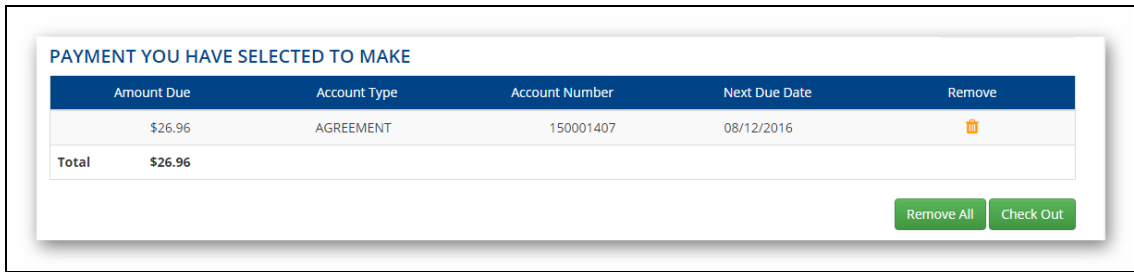 PAYMENT YOU HAVE SELECTED TO MAKE
Amount Due Account Type Account Number Next Due Date Remove
$26.96 AGREEMENT 150001407 08/12/2016
Total $26.96
Remove All Check Out